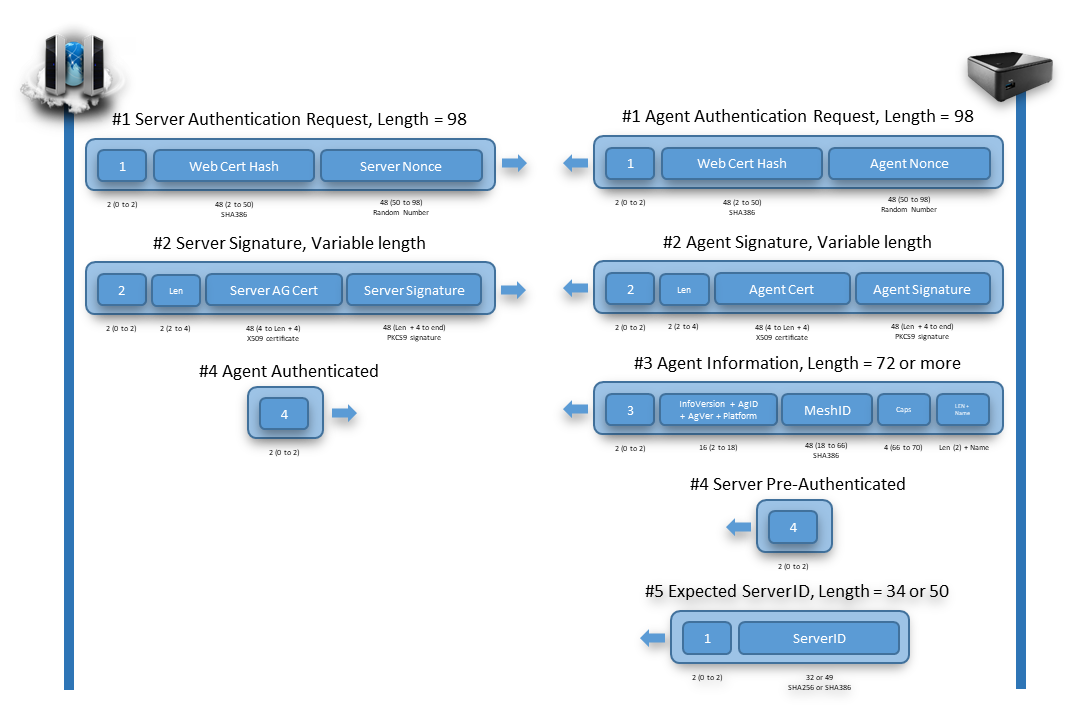 #1 Server Authentication Request, Length = 98
1
Web Cert Hash
Server Nonce
2 (0 to 2)
48 (2 to 50)
SHA386
48 (50 to 98)
Random Number
#2 Server Signature, Variable length
2
Len
Server AG Cert
Server Signature
2 (0 to 2)
2 (2 to 4)
48 (4 to Len + 4)
X509 certificate
48 (Len + 4 to end)
PKCS9 signature
#4 Agent Authenticated
4
2 (0 to 2)
#1 Agent Authentication Request, Length = 98
1
Web Cert Hash
Agent Nonce
2 (0 to 2)
48 (2 to 50)
SHA386
48 (50 to 98)
Random Number
#2 Agent Signature, Variable length
2
Len
Agent Cert
Agent Signature
2 (0 to 2)
2 (2 to 4)
48 (4 to Len + 4)
X509 certificate
48 (Len + 4 to end)
PKCS9 signature
#3 Agent Information, Length = 72 or more
3
InfoVersion + AgID
+ AgVer + Platform
MeshID
Caps
LEN +
Name
2 (0 to 2)
16 (2 to 18)
48 (18 to 66)
SHA386
4 (66 to 70)
Len (2) + Name
#4 Server Pre-Authenticated
4
2 (0 to 2)
#5 Expected ServerID, Length = 34 or 50
1
ServerID
2 (0 to 2)
32 or 49
SHA256 or SHA386